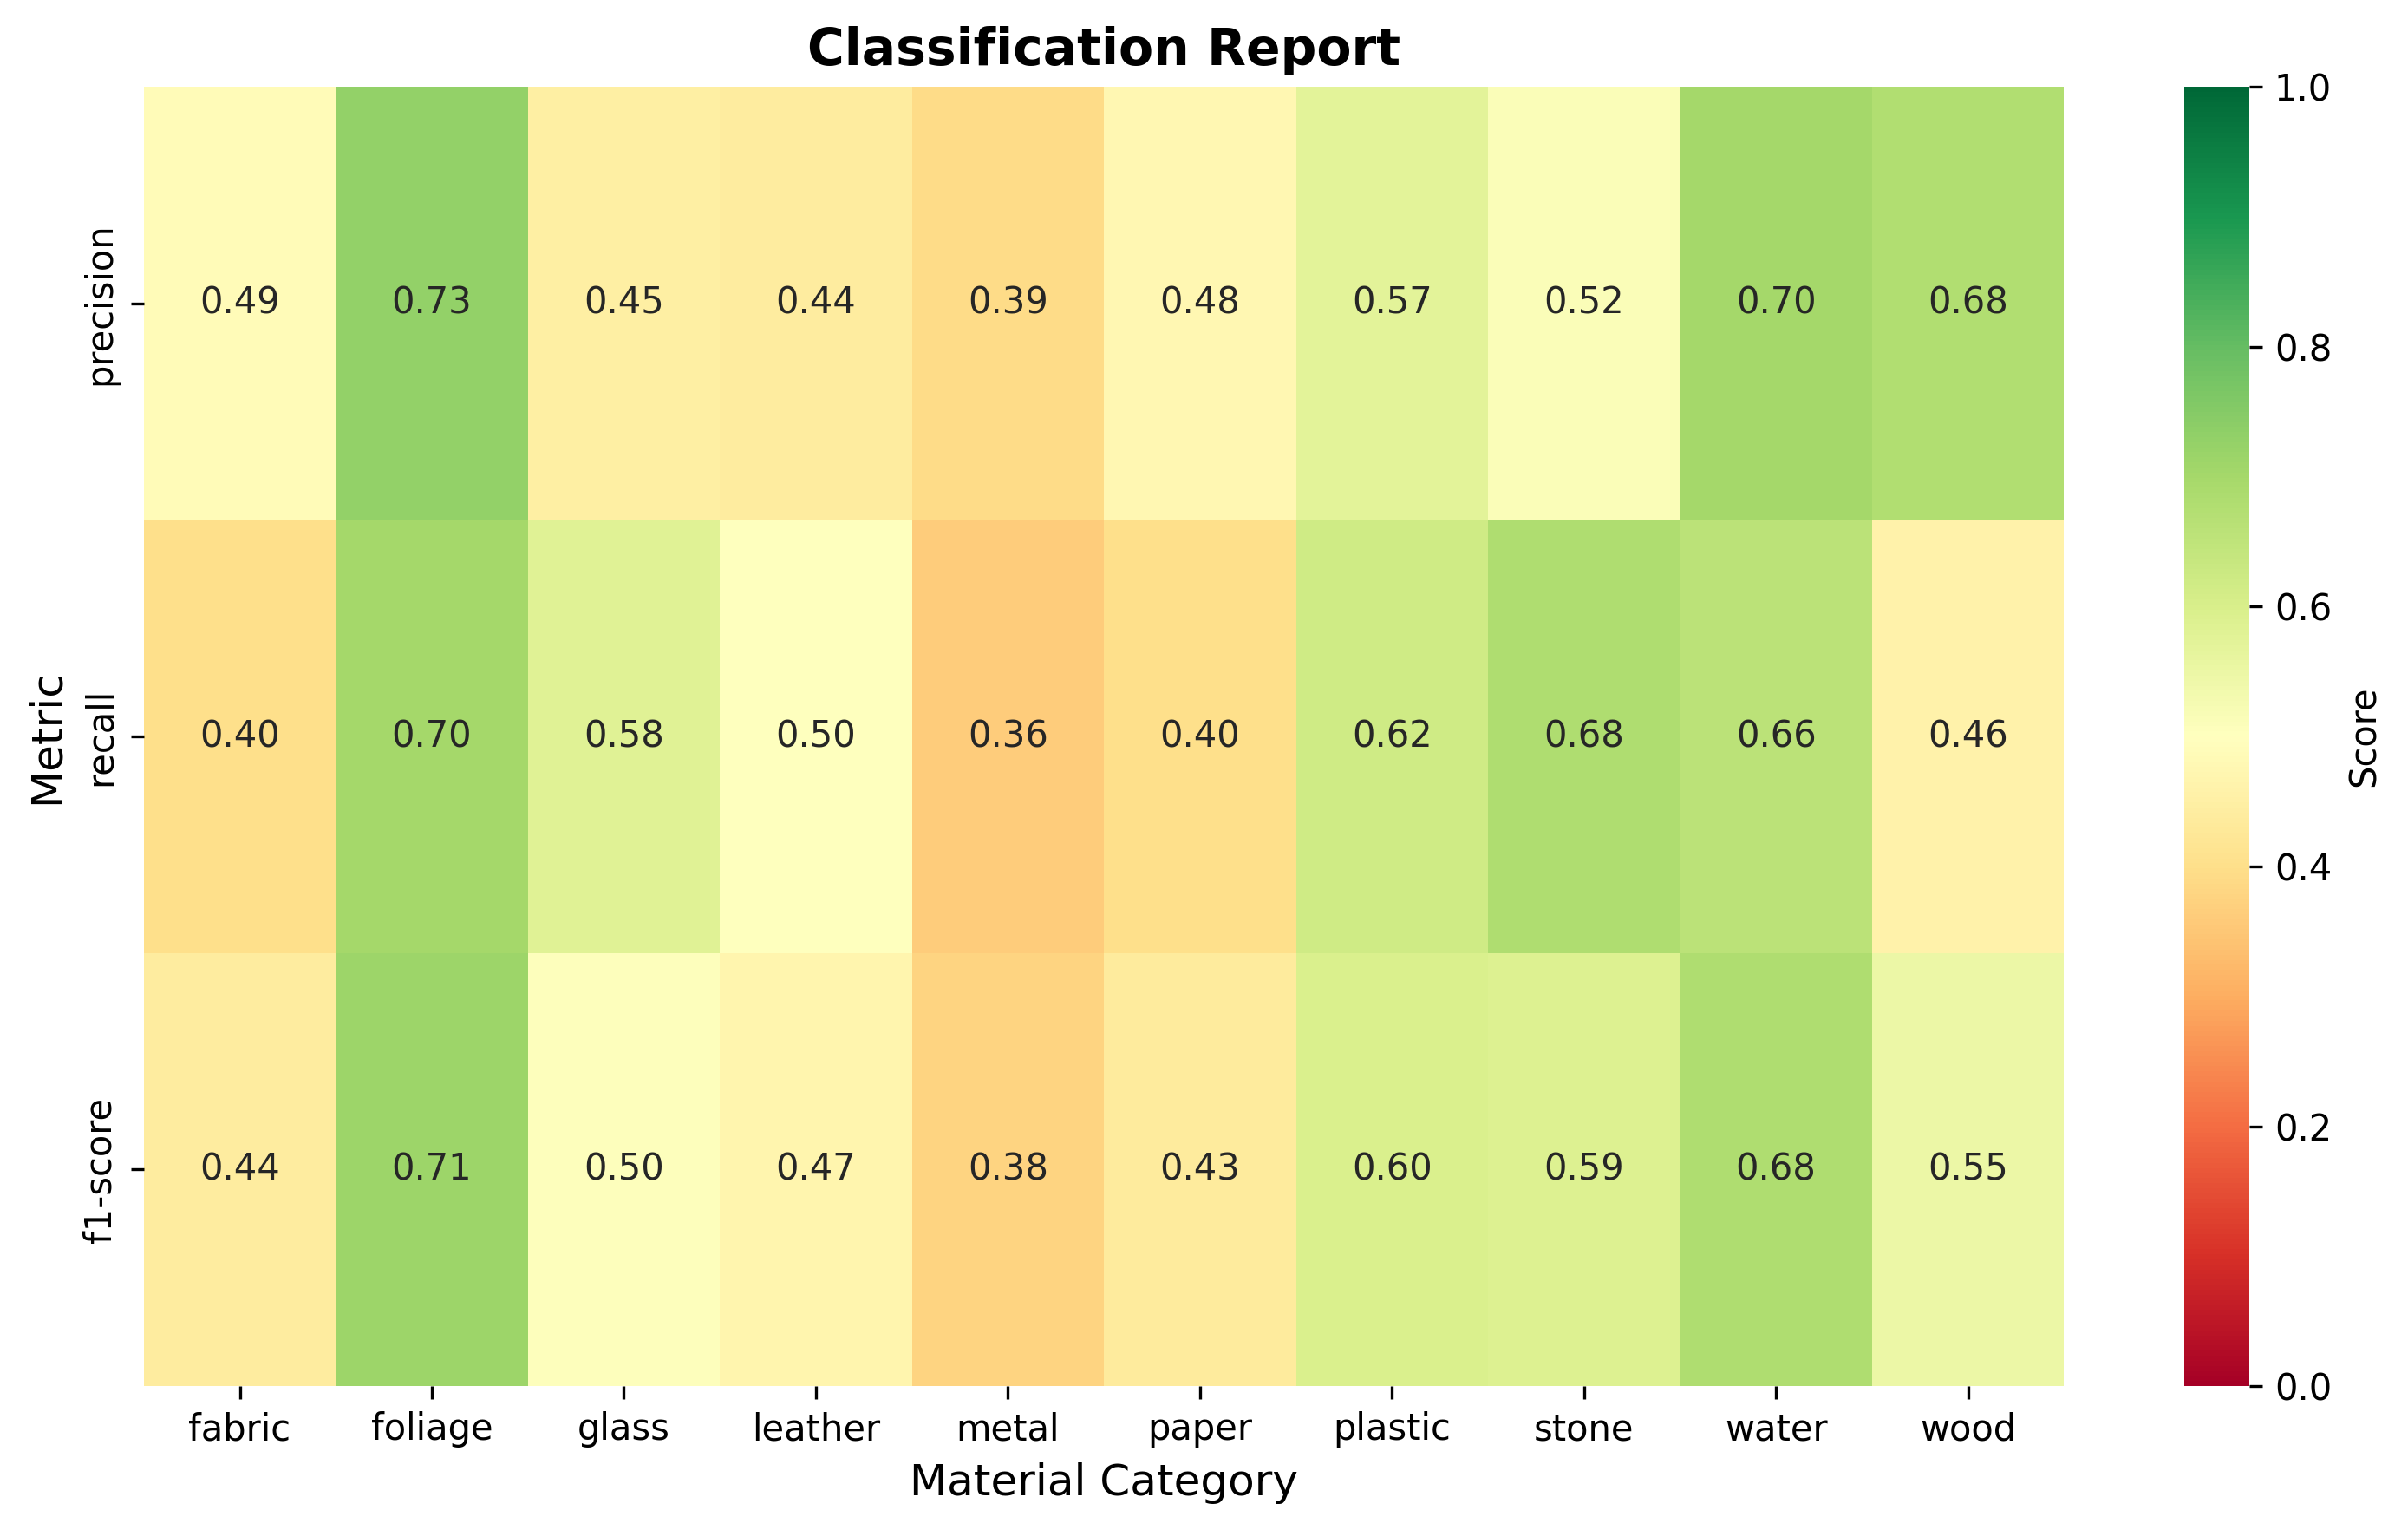 Classification Report
Metric
precision
0.49 0.73 0.45 0.44 0.39 0.48 0.57 0.52 0.70 0.68
recall
0.40 0.70 0.58 0.50 0.36 0.40 0.62 0.68 0.66 0.46
f1-score
0.44 0.71 0.50 0.47 0.38 0.43 0.60 0.59 0.68 0.55
fabric foliage glass leather metal paper plastic stone water wood
Material Category
1.0
0.8
0.6
0.4
0.2
0.0
Score